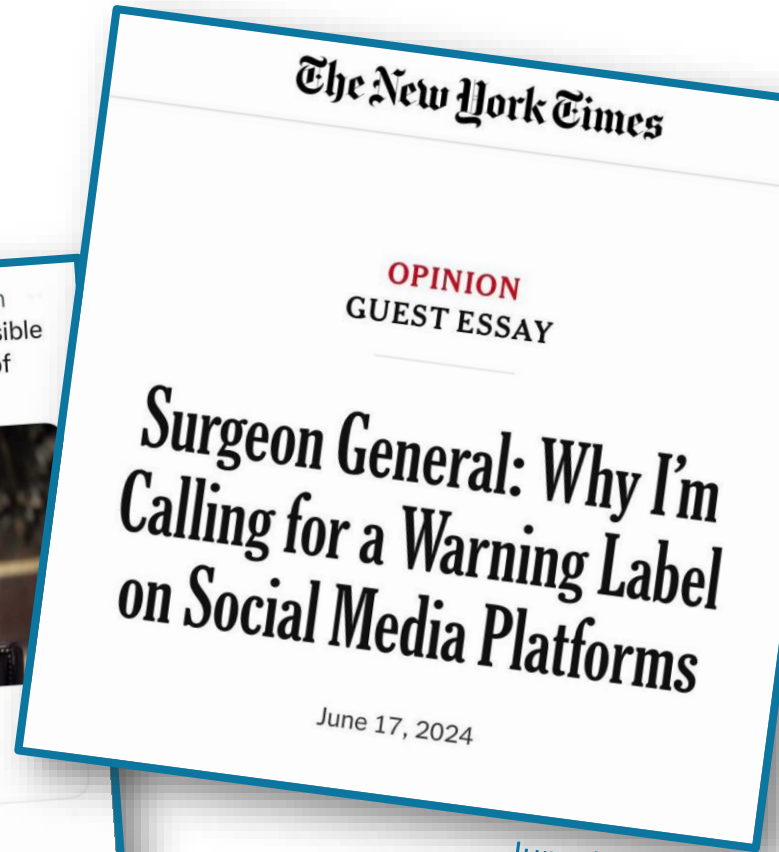 The New York Times
OPINION
GUEST ESSAY
Surgeon General: Why I’m
Calling for a Warning Label
on Social Media Platforms
June 17, 2024
of